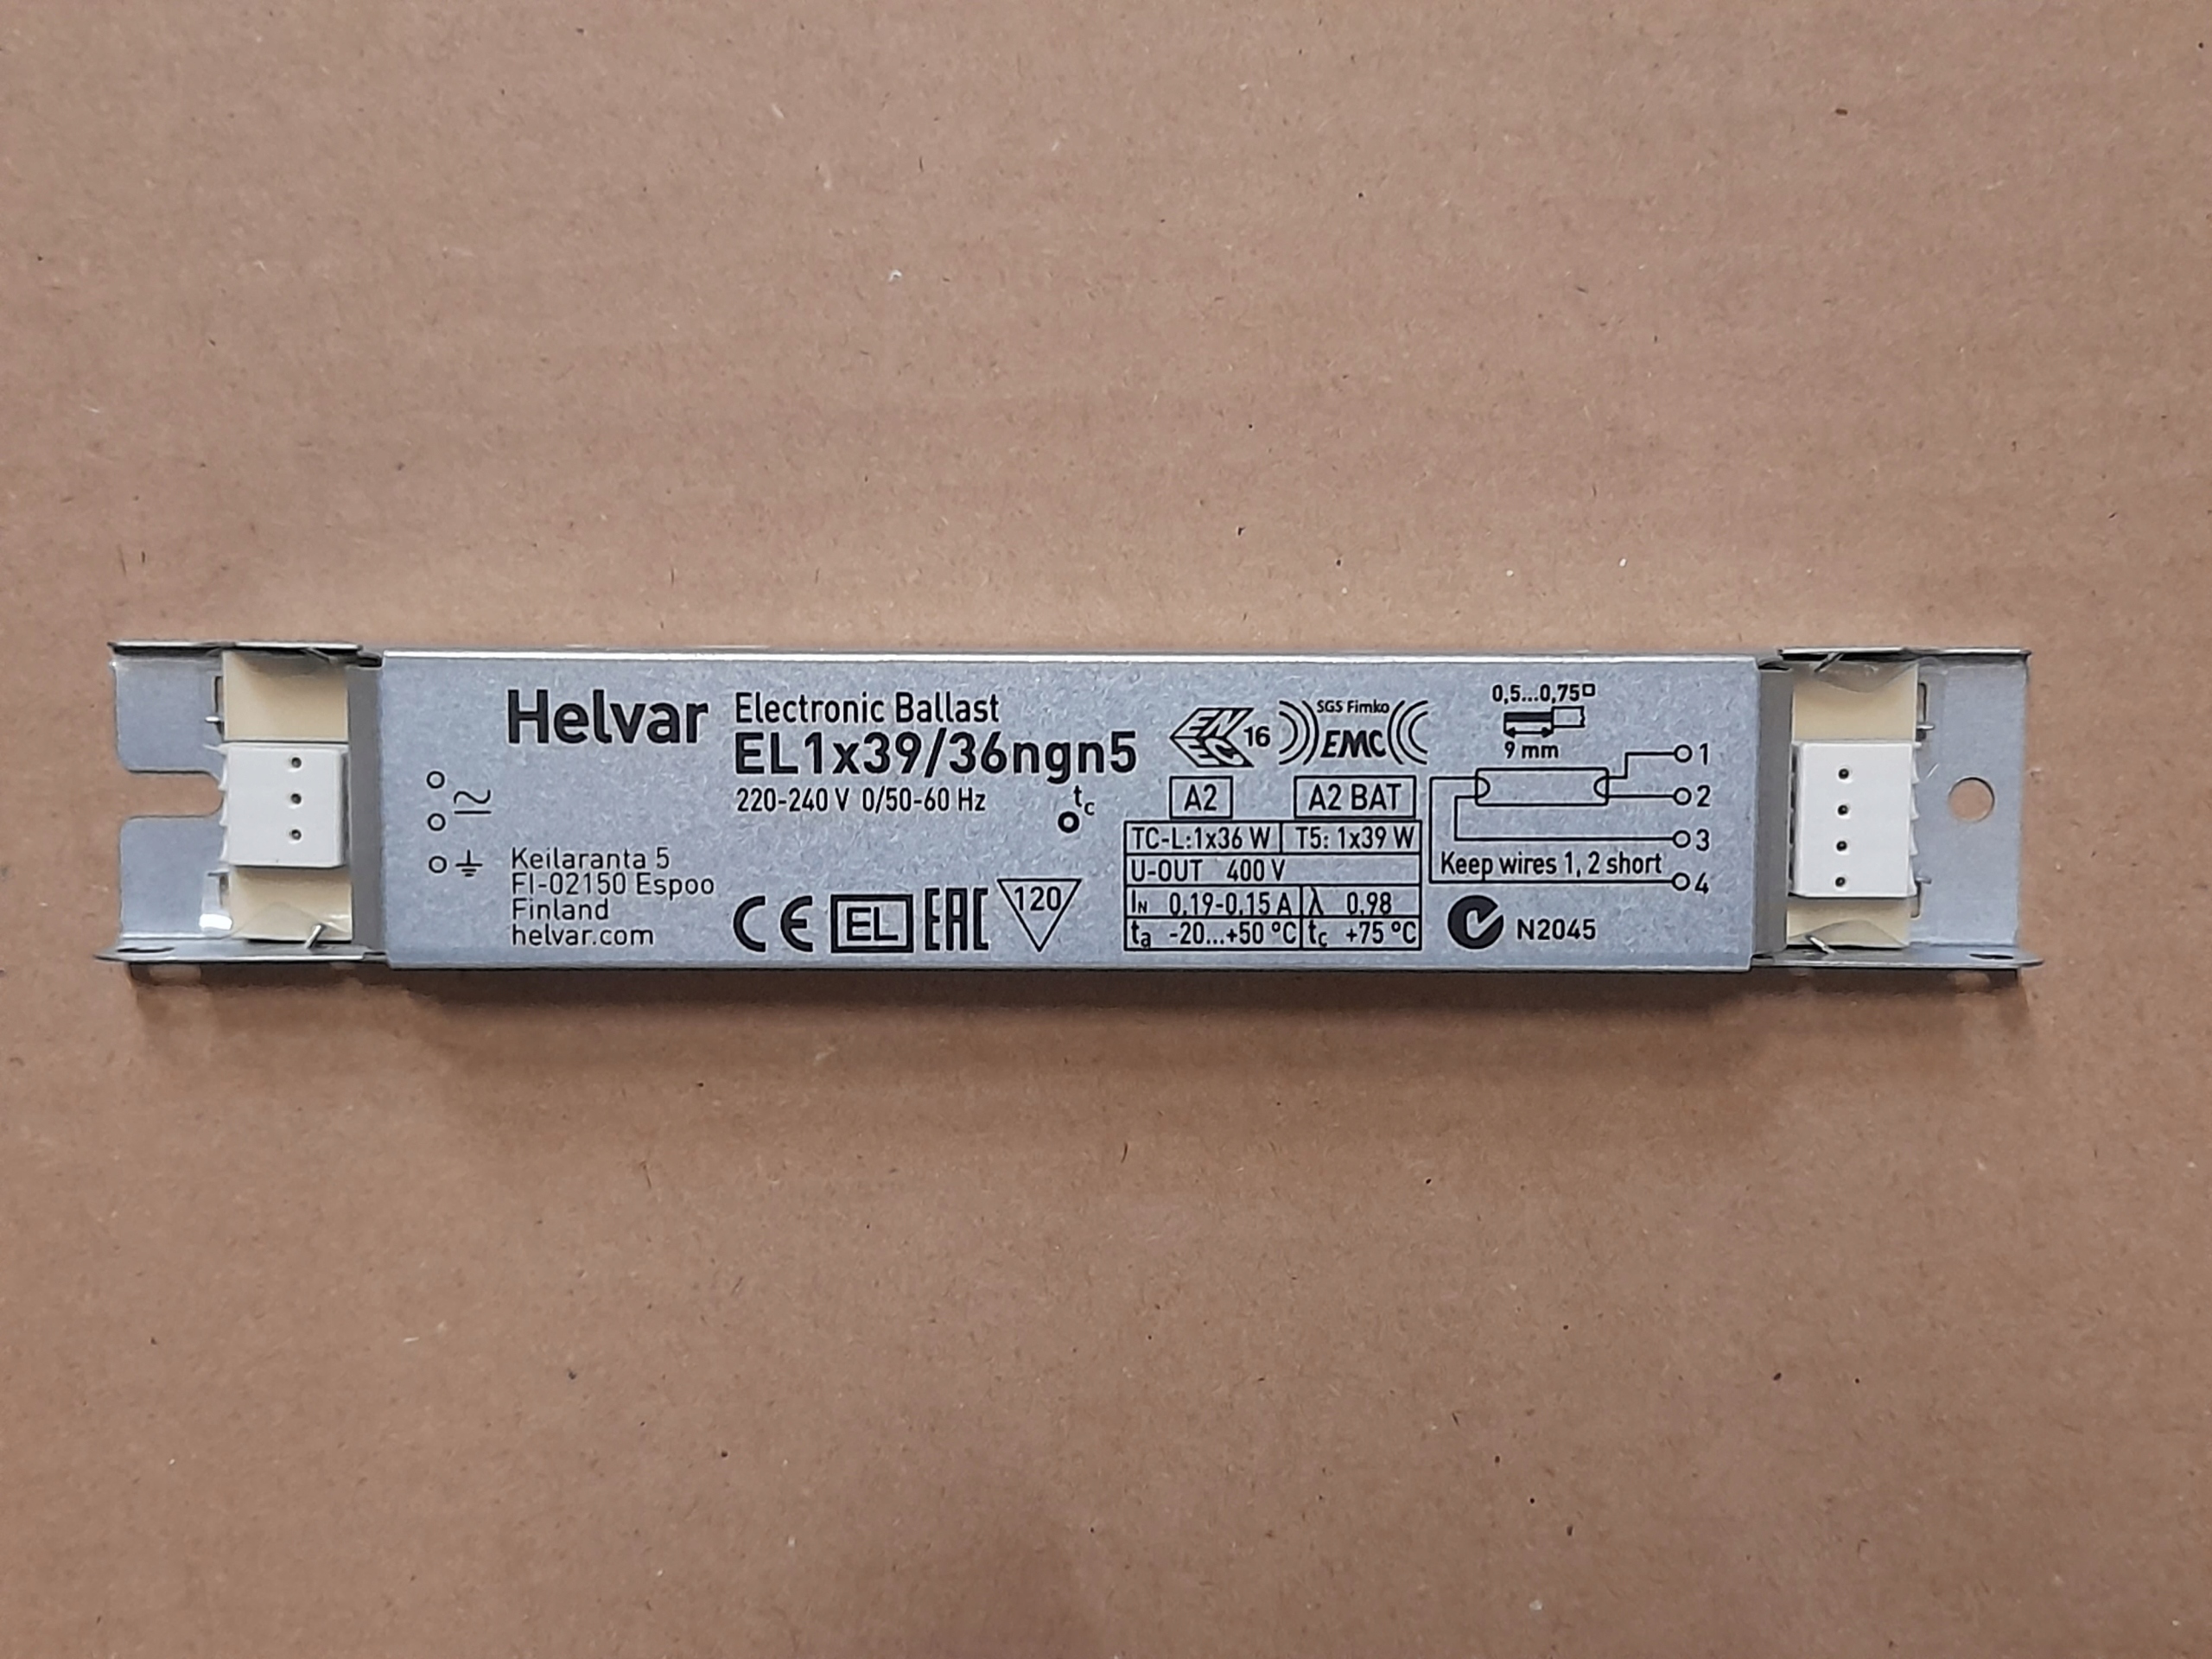 Helvar
Electronic Ballast
EL1x39/36ngn5
220-240 V 0/50-60 Hz
tc
Keilaranta 5
FI-02150 Espoo
Finland
helvar.com
CE EL EAC 120
ENEC 16
SGS Fimko
EMC
A2 A2 BAT
TC-L:1x36 W T5: 1x39 W
U-OUT 400 V
IN 0,19-0,15 A λ 0,98
ta -20...+50 °C tc +75 °C
0,5...0,75□
9 mm
1
2
3
Keep wires 1, 2 short
4
N2045